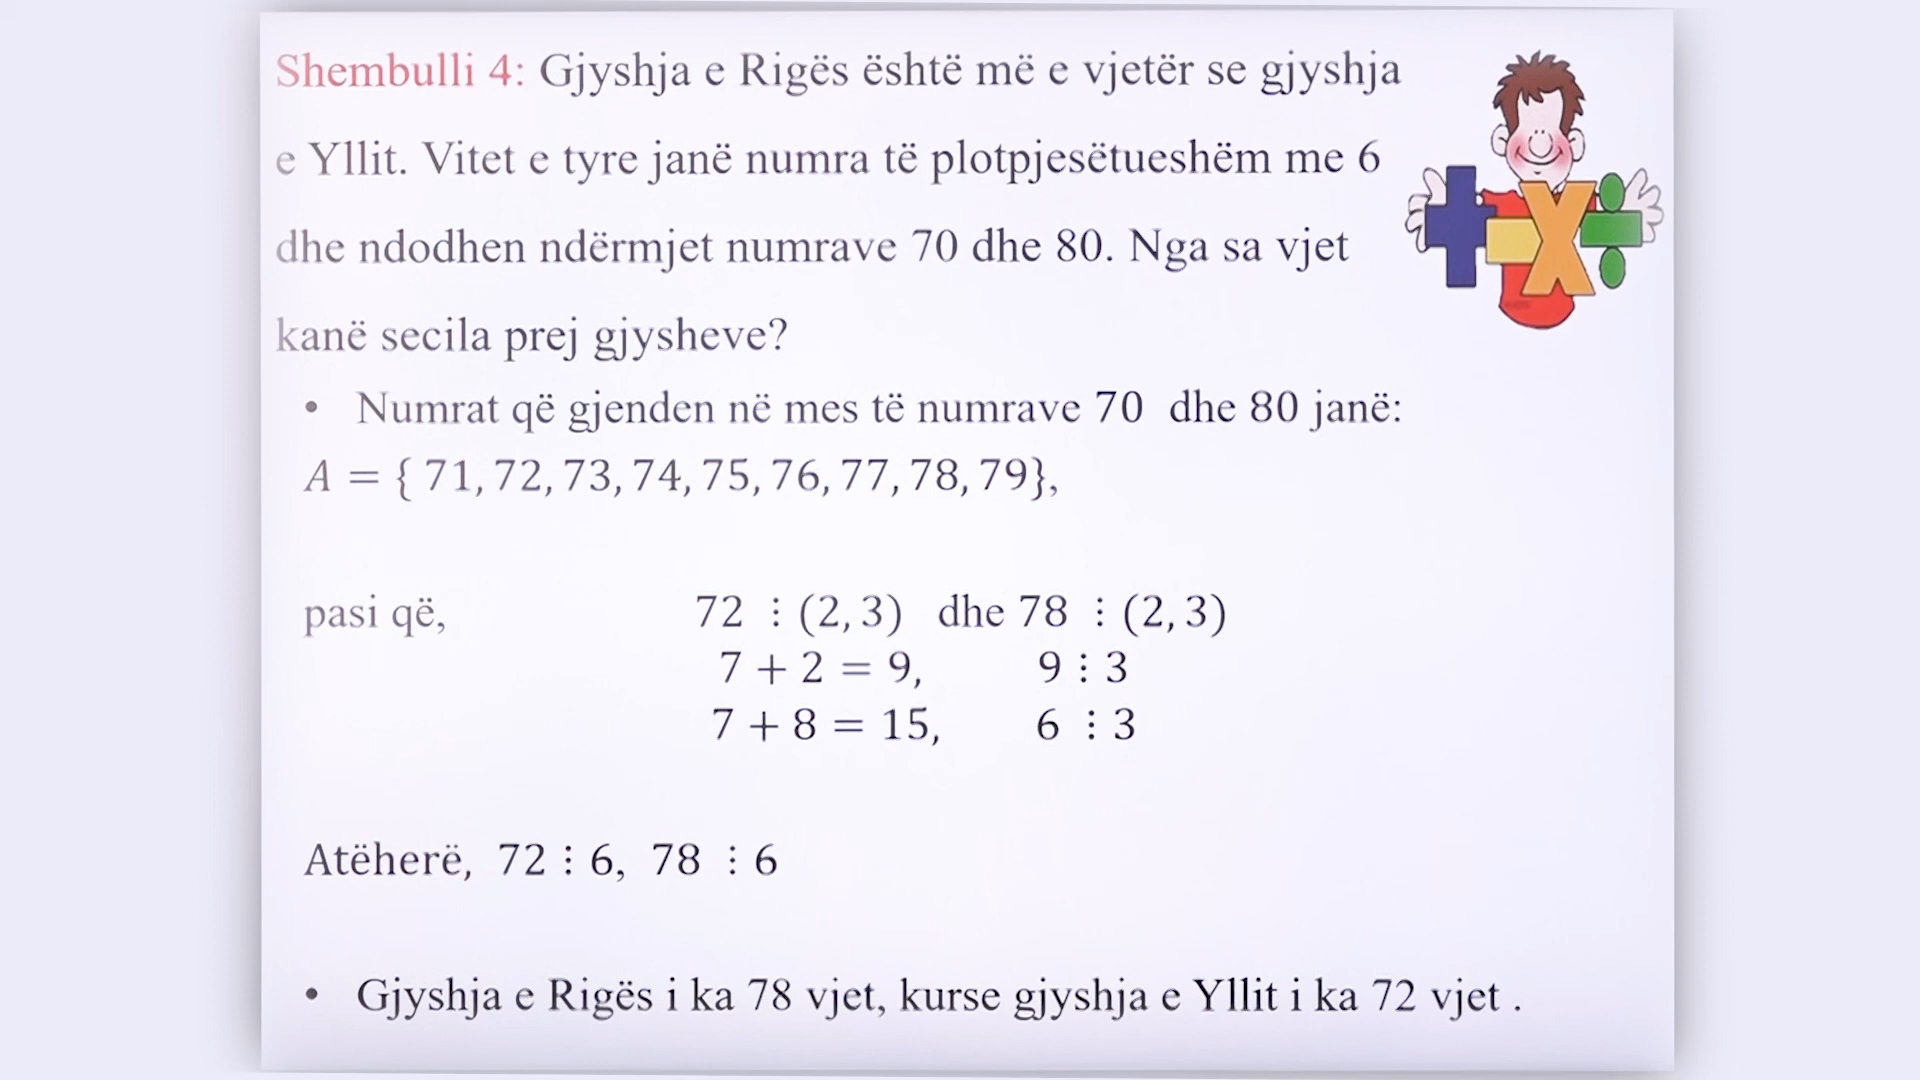 Shembulli 4: Gjyshja e Rigës është më e vjetër se gjyshja
e Yllit. Vitet e tyre janë numra të plotpjesëtueshëm me 6
dhe ndodhen ndërmjet numrave 70 dhe 80. Nga sa vjet
kanë secila prej gjysheve?
• Numrat që gjenden në mes të numrave 70 dhe 80 janë:
A = { 71, 72, 73, 74, 75, 76, 77, 78, 79},
pasi që, 72 ⋮ (2, 3) dhe 78 ⋮ (2, 3)
7 + 2 = 9, 9 ⋮ 3
7 + 8 = 15, 6 ⋮ 3
Atëherë, 72 ⋮ 6, 78 ⋮ 6
• Gjyshja e Rigës i ka 78 vjet, kurse gjyshja e Yllit i ka 72 vjet .